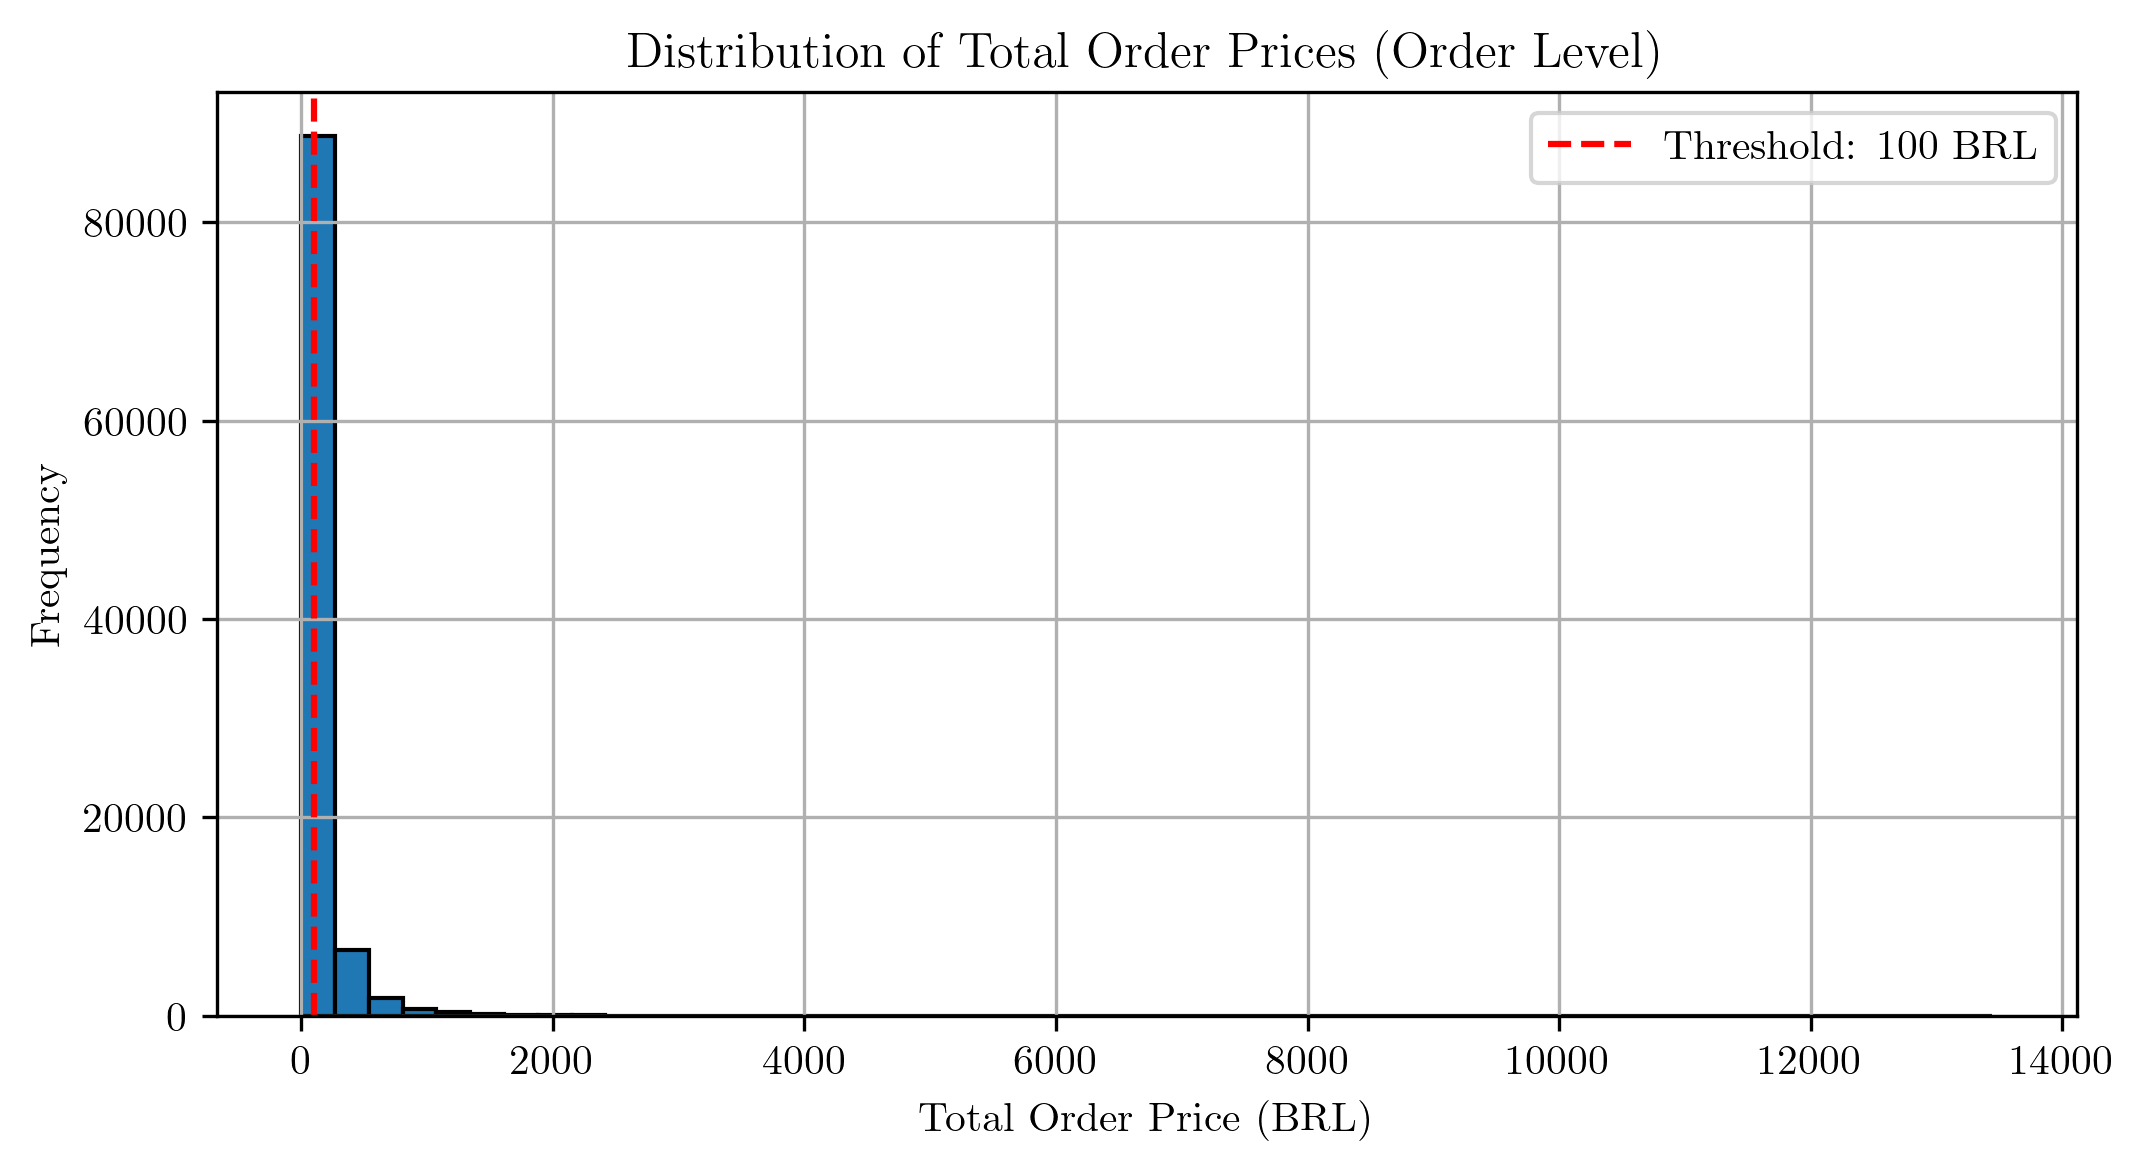 Distribution of Total Order Prices (Order Level)
Threshold: 100 BRL
Frequency
80000
60000
40000
20000
0
0 2000 4000 6000 8000 10000 12000 14000
Total Order Price (BRL)